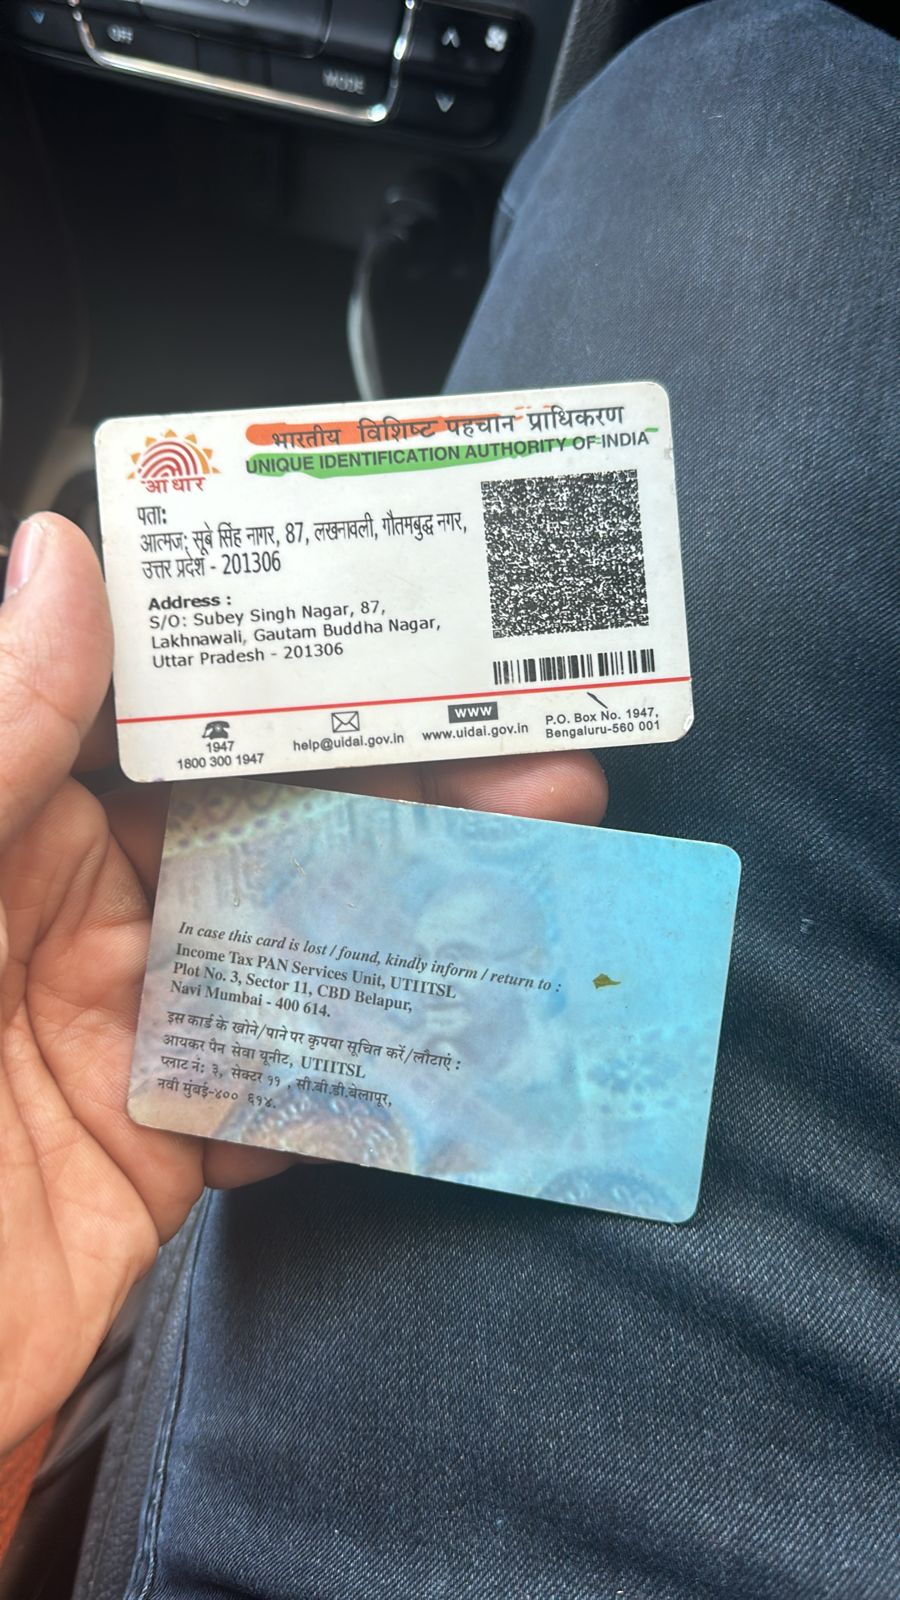 OFF
MODE
भारतीय विशिष्ट पहचान प्राधिकरण
UNIQUE IDENTIFICATION AUTHORITY OF INDIA
आधार
पता:
आत्मज: सूबे सिंह नागर, 87, लखनावली, गौतमबुद्ध नगर,
उत्तर प्रदेश - 201306
Address :
S/O: Subey Singh Nagar, 87,
Lakhnawali, Gautam Buddha Nagar,
Uttar Pradesh - 201306
1947
1800 300 1947
help@uidai.gov.in
WWW
www.uidai.gov.in
P.O. Box No. 1947,
Bengaluru-560 001
In case this card is lost / found, kindly inform / return to :
Income Tax PAN Services Unit, UTIITSL
Plot No. 3, Sector 11, CBD Belapur,
Navi Mumbai - 400 614.
इस कार्ड के खोने/पाने पर कृपया सूचित करें/लौटाएं :
आयकर पैन सेवा यूनीट, UTIITSL
प्लाट नं: ३, सेक्टर ११ , सी.बी.डी.बेलापूर,
नवी मुंबई-४०० ६१४.